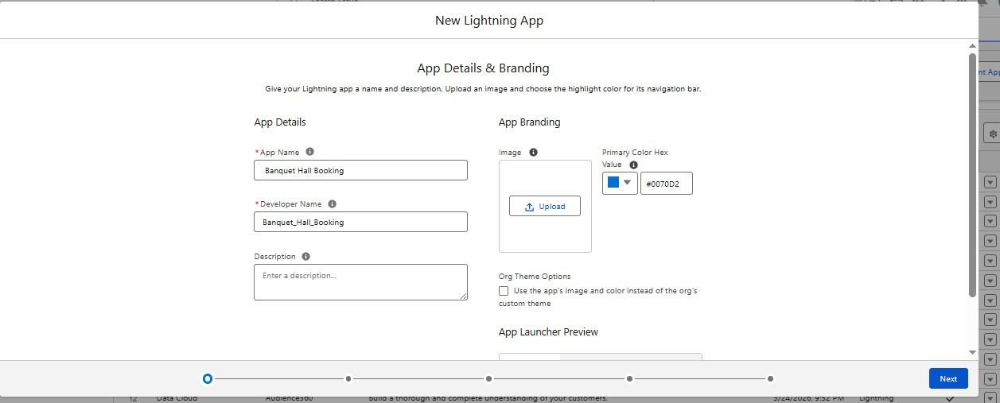 New Lightning App
App Details & Branding
Give your Lightning app a name and description. Upload an image and choose the highlight color for its navigation bar.
App Details
App Branding
*App Name
Image
Primary Color Hex
Value
Banquet Hall Booking
#0070D2
Upload
*Developer Name
Banquet_Hall_Booking
Description
Enter a description...
Org Theme Options
Use the app's image and color instead of the org's
custom theme
App Launcher Preview
Next
nt App
12 Data Cloud Audience360 Build a thorough and complete understanding of your customers. 3/24/2026, 9:52 PM Lightning